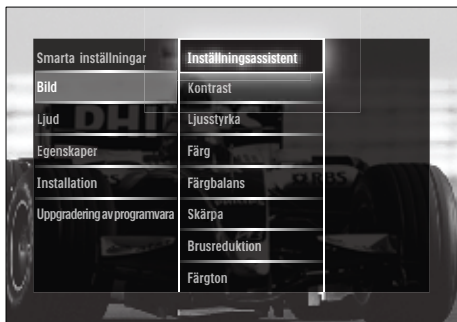 Smarta inställningar
Bild
Ljud
Egenskaper
Installation
Uppgradering av programvara
Inställningsassistent
Kontrast
Ljusstyrka
Färg
Färgbalans
Skärpa
Brusreduktion
Färgton